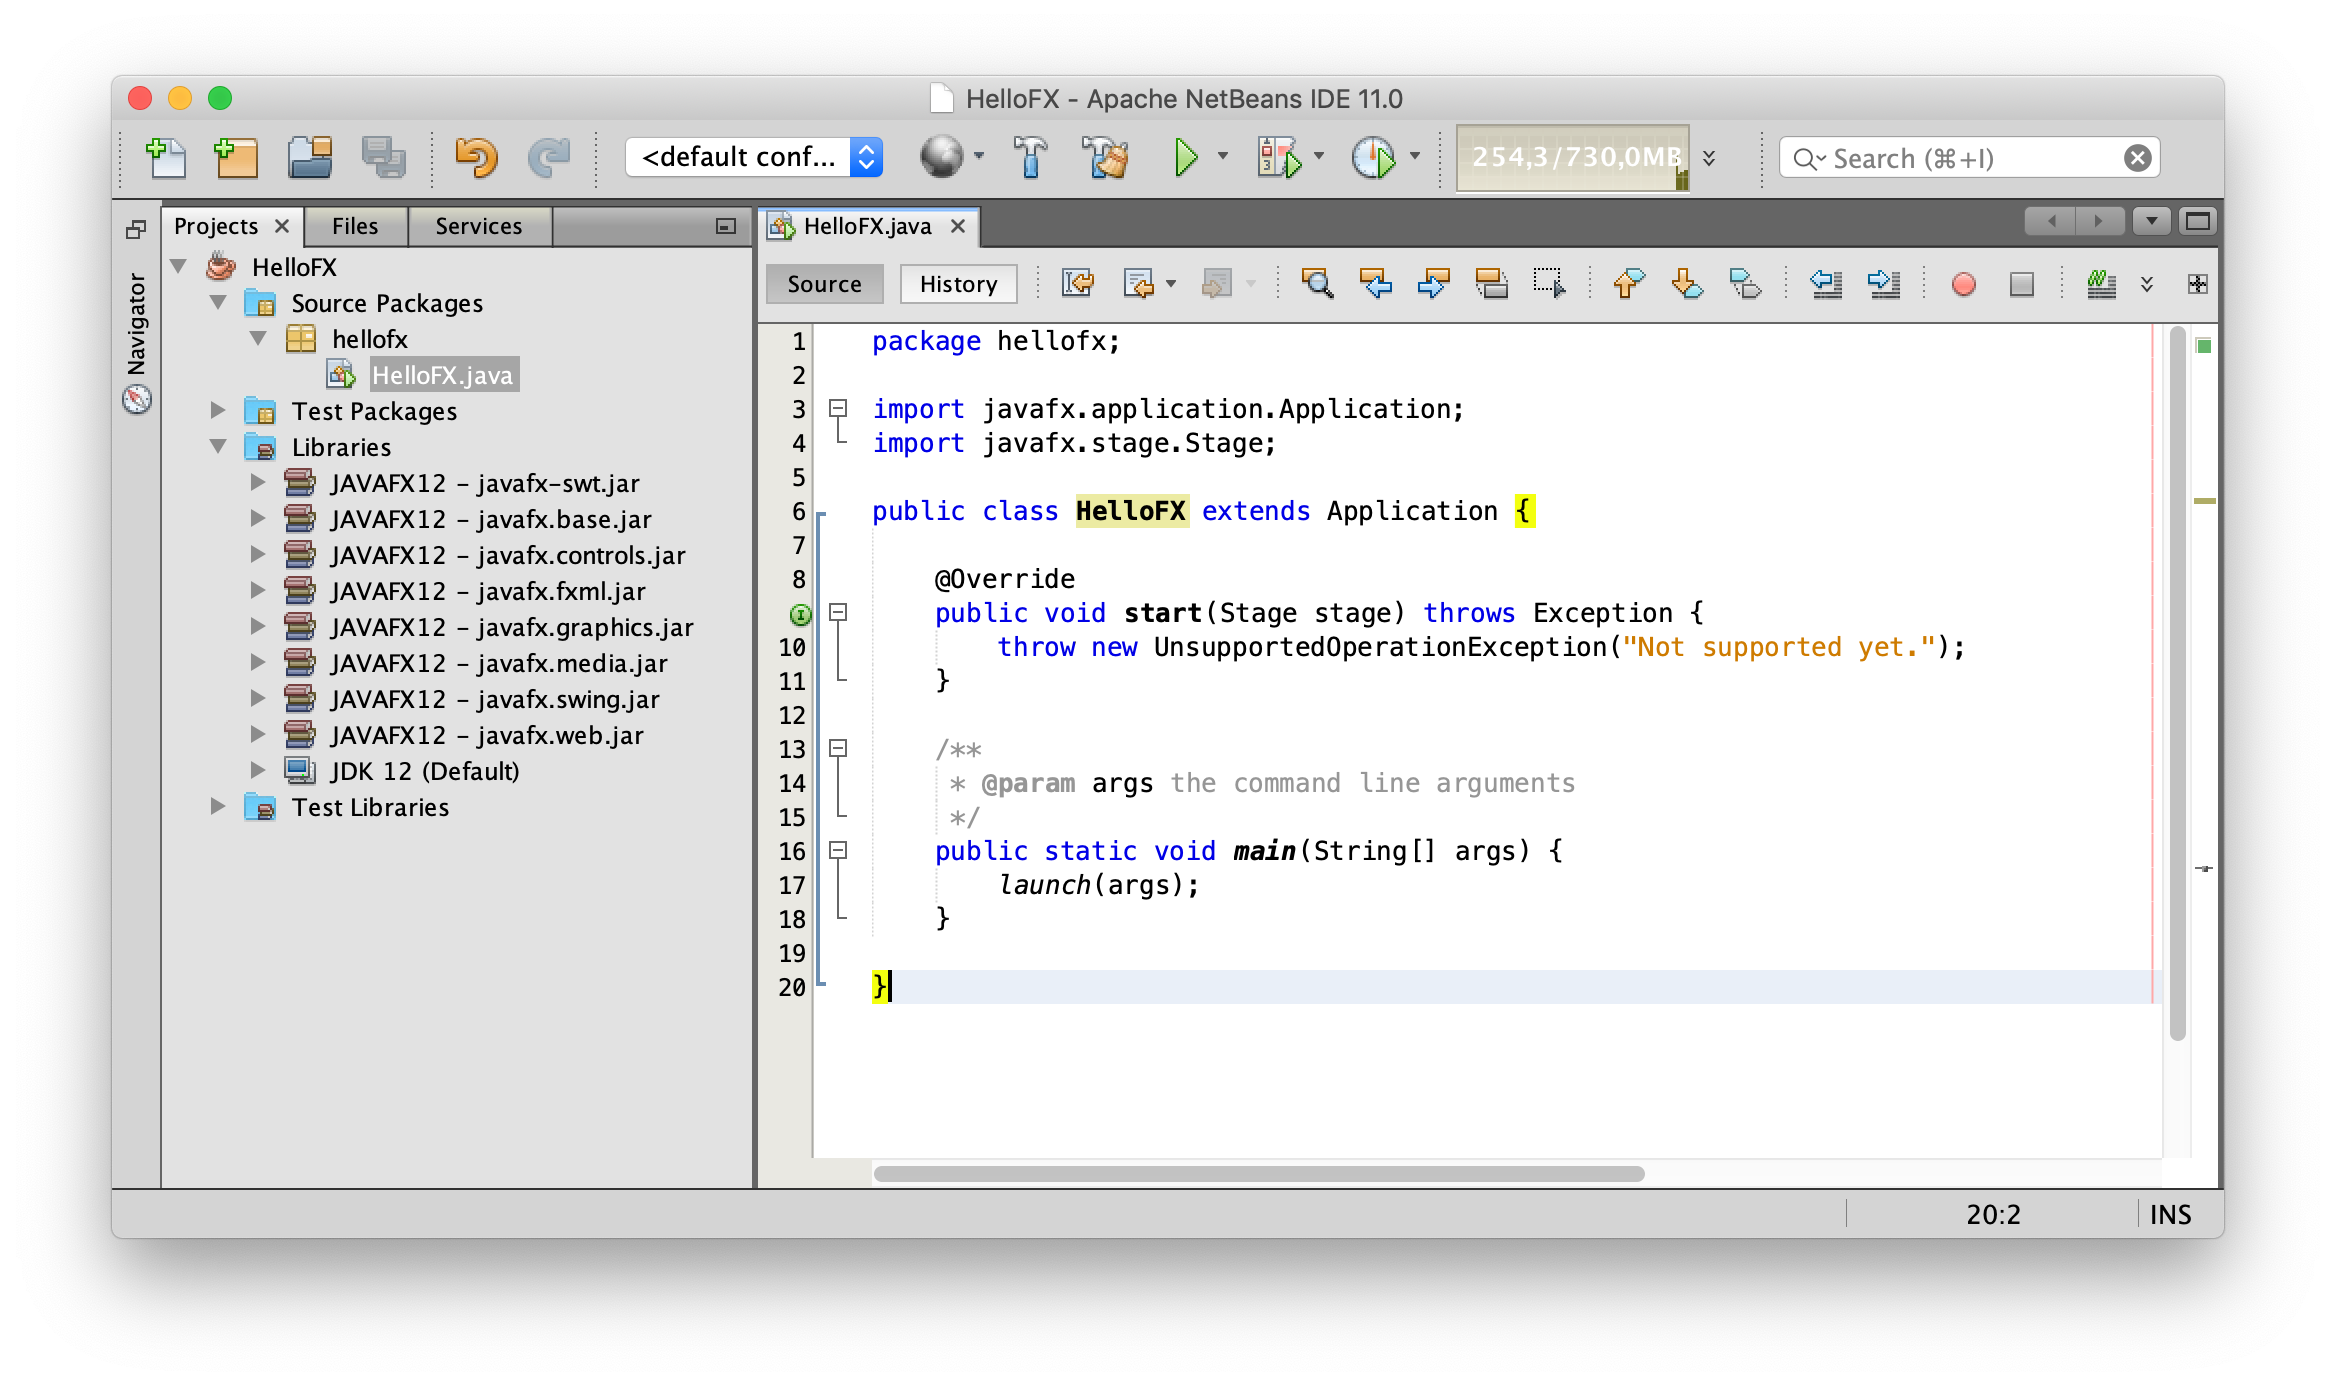 HelloFX - Apache NetBeans IDE 11.0
<default conf...
254,3/730,0MB
Search (⌘+I)
Navigator
Projects
Files
Services
HelloFX
Source Packages
hellofx
HelloFX.java
Test Packages
Libraries
JAVAFX12 - javafx-swt.jar
JAVAFX12 - javafx.base.jar
JAVAFX12 - javafx.controls.jar
JAVAFX12 - javafx.fxml.jar
JAVAFX12 - javafx.graphics.jar
JAVAFX12 - javafx.media.jar
JAVAFX12 - javafx.swing.jar
JAVAFX12 - javafx.web.jar
JDK 12 (Default)
Test Libraries
HelloFX.java
Source
History
1 package hellofx;
2
3 import javafx.application.Application;
4 import javafx.stage.Stage;
5
6 public class HelloFX extends Application {
7
8 @Override
public void start(Stage stage) throws Exception {
10 throw new UnsupportedOperationException("Not supported yet.");
11 }
12
13 /**
14 * @param args the command line arguments
15 */
16 public static void main(String[] args) {
17 launch(args);
18 }
19
20 }
20:2
INS